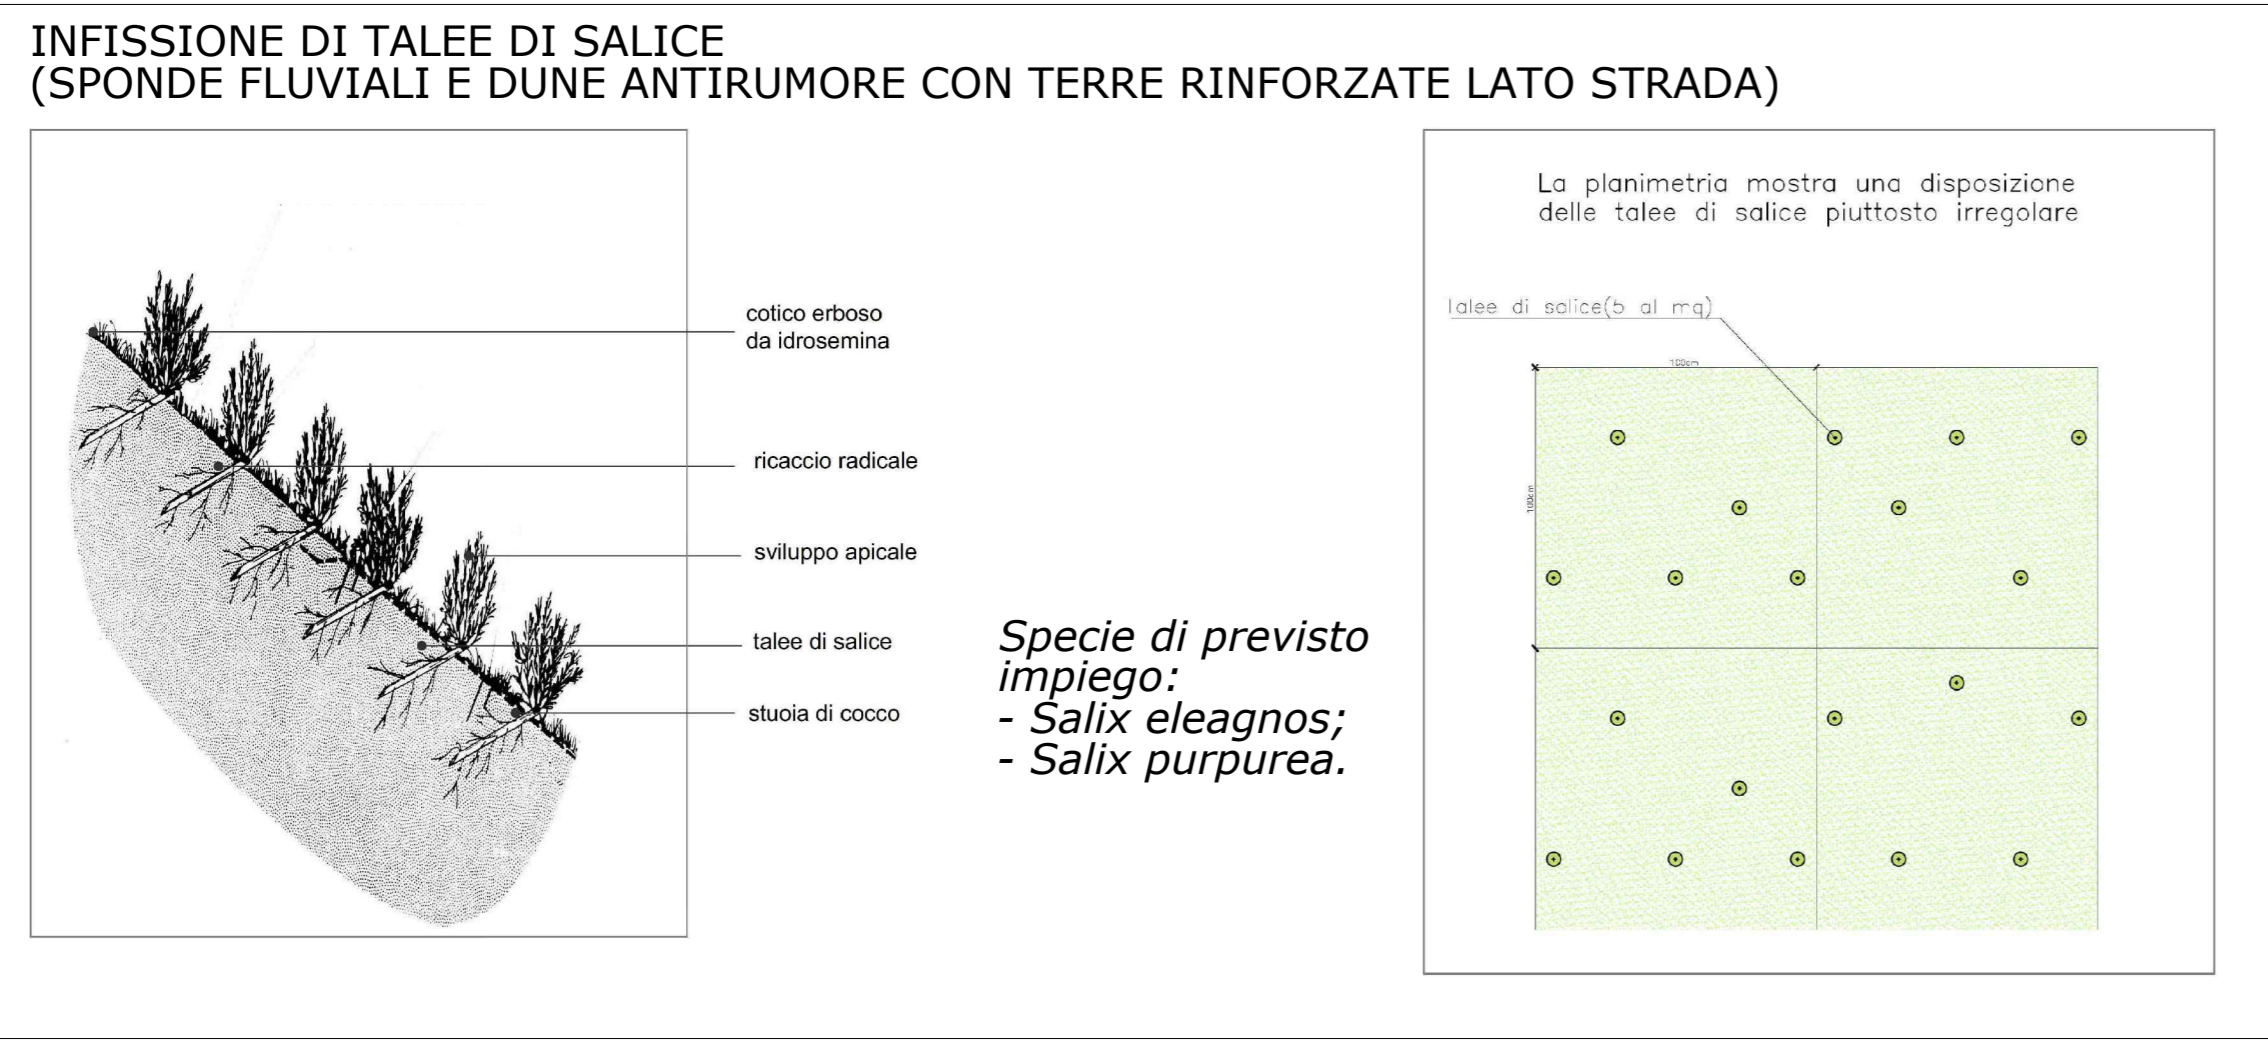 INFISSIONE DI TALEE DI SALICE
(SPONDE FLUVIALI E DUNE ANTIRUMORE CON TERRE RINFORZATE LATO STRADA)
cotico erboso
da idrosemina
ricaccio radicale
sviluppo apicale
talee di salice
stuoia di cocco
Specie di previsto
impiego:
- Salix eleagnos;
- Salix purpurea.
La planimetria mostra una disposizione
delle talee di salice piuttosto irregolare
Talee di salice(5 al mq)
100cm
100cm